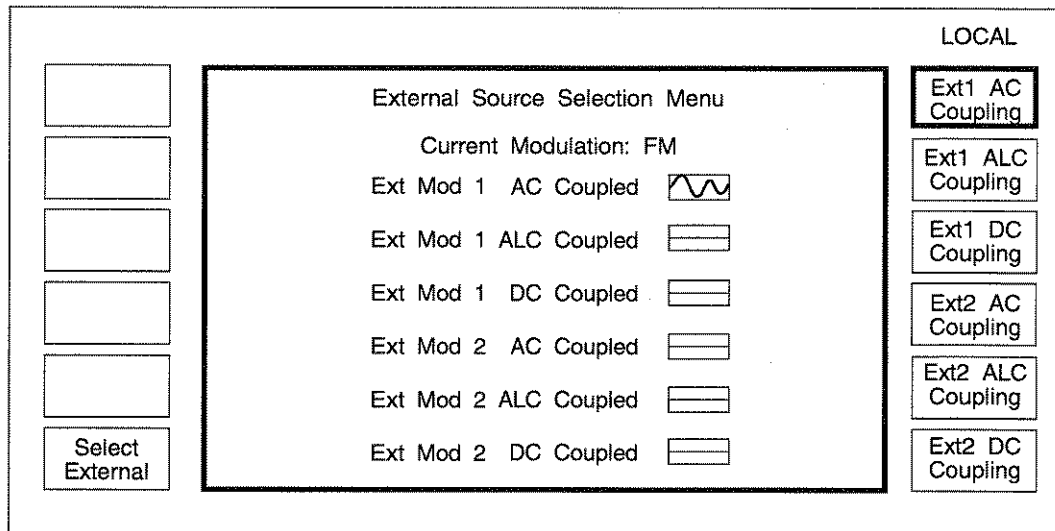 LOCAL
External Source Selection Menu
Current Modulation: FM
Ext Mod 1 AC Coupled
Ext Mod 1 ALC Coupled
Ext Mod 1 DC Coupled
Ext Mod 2 AC Coupled
Ext Mod 2 ALC Coupled
Ext Mod 2 DC Coupled
Select
External
Ext1 AC
Coupling
Ext1 ALC
Coupling
Ext1 DC
Coupling
Ext2 AC
Coupling
Ext2 ALC
Coupling
Ext2 DC
Coupling